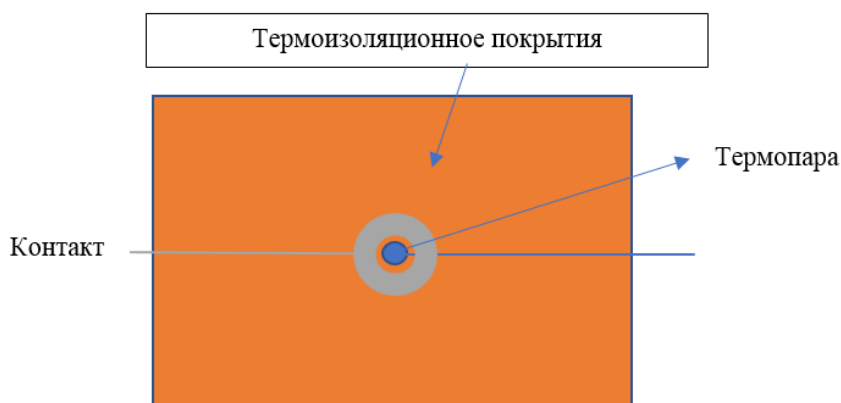 Термоизоляционное покрытия
Термопара
Контакт